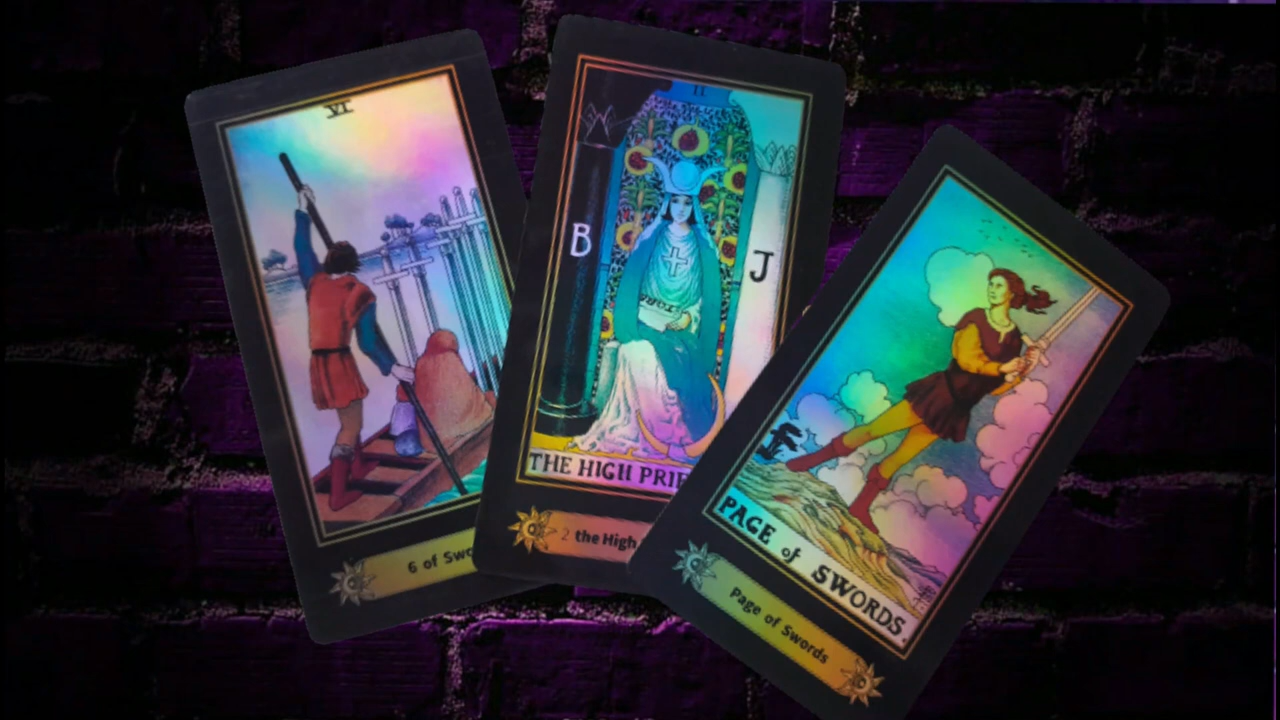 VI
6 of Swo
II
B
J
THE HIGH PRIE
2 the High
PAGE of SWORDS.
Page of Swords